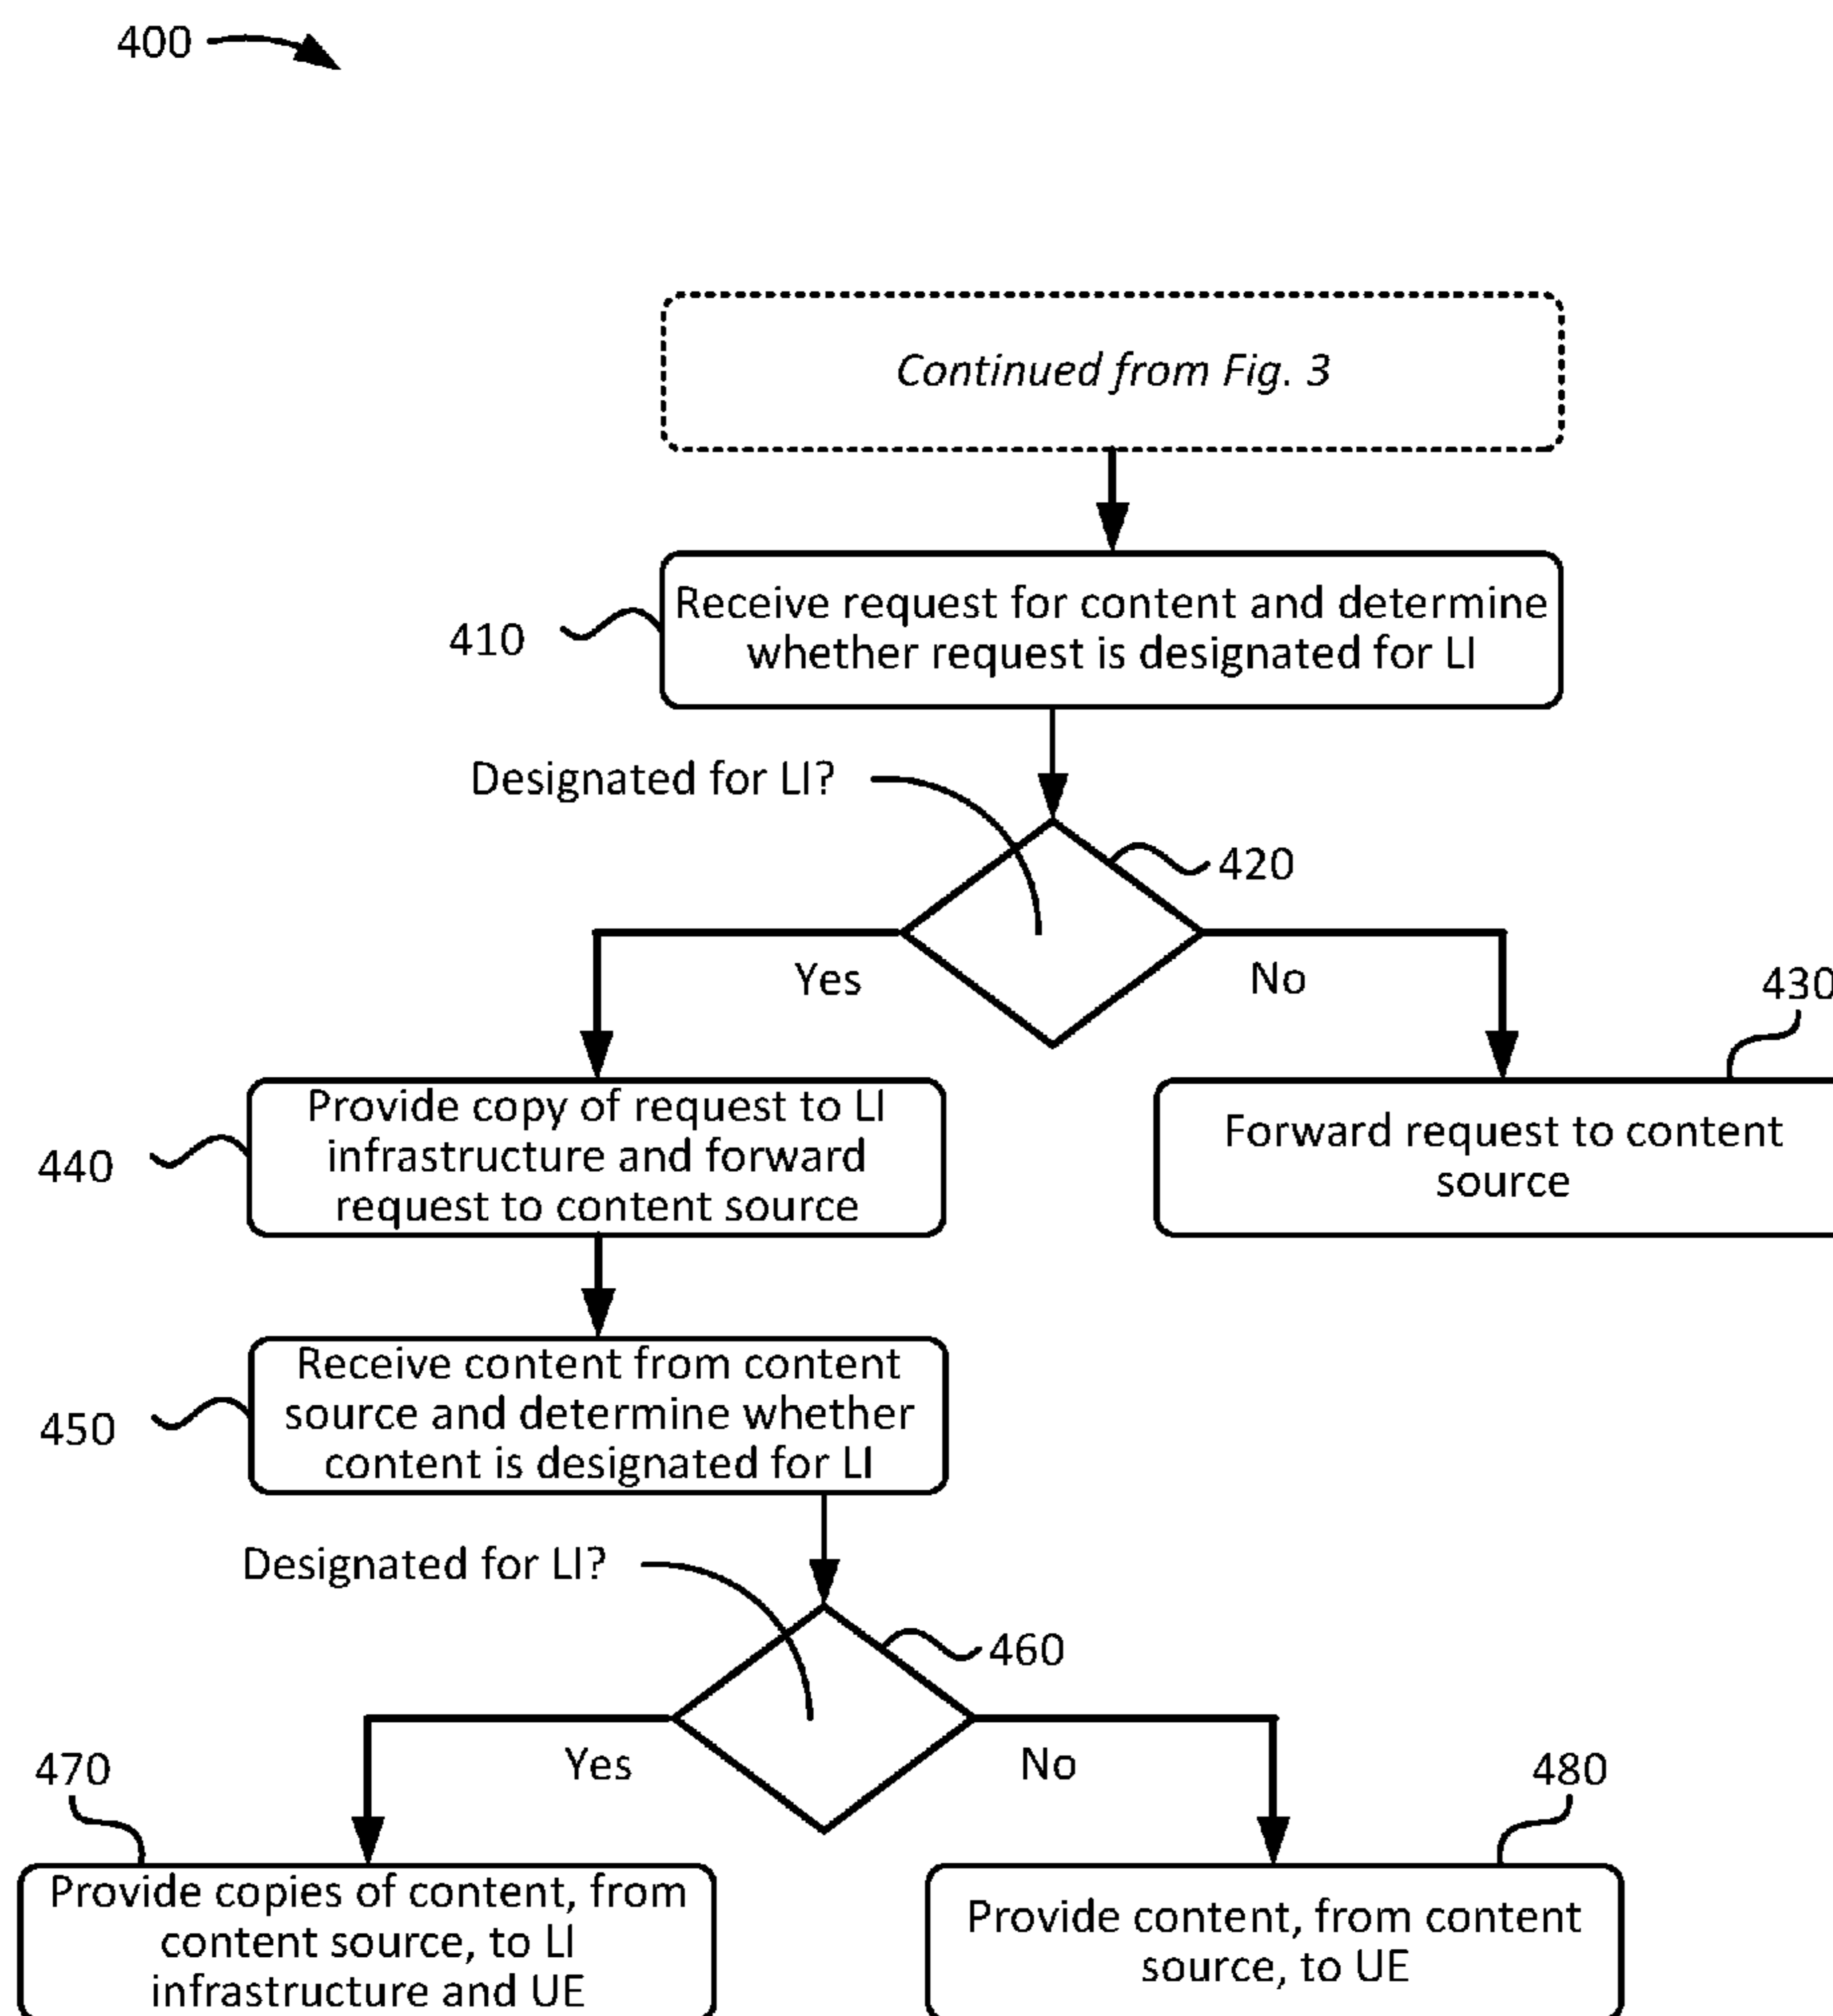 400
Continued from Fig. 3
Receive request for content and determine
whether request is designated for LI
410
Designated for LI?
420
Yes
No
430
Provide copy of request to LI
infrastructure and forward
request to content source
440
Forward request to content
source
Receive content from content
source and determine whether
content is designated for LI
450
Designated for LI?
460
Yes
No
470
480
Provide copies of content, from
content source, to LI
infrastructure and UE
Provide content, from content
source, to UE